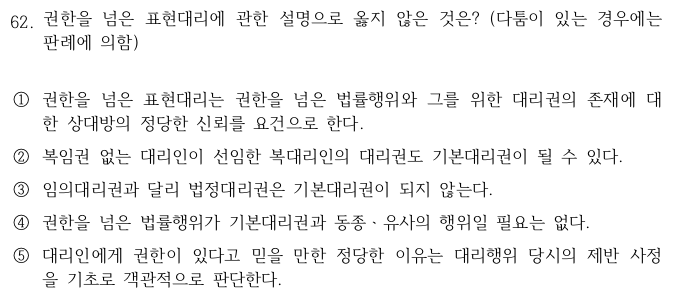 62. 권한을 넘은 표현대리에 관한 설명으로 옳지 않은 것은? (다툼이 있는 경우에는
판례에 의함)
① 권한을 넘은 표현대리는 권한을 넘은 법률행위와 그를 위한 대리권의 존재에 대
한 상대방의 정당한 신뢰를 요건으로 한다.
② 복임권 없는 대리인이 선임한 복대리인의 대리권도 기본대리권이 될 수 있다.
③ 임의대리권과 달리 법정대리권은 기본대리권이 되지 않는다.
④ 권한을 넘은 법률행위가 기본대리권과 동종ㆍ유사의 행위일 필요는 없다.
⑤ 대리인에게 권한이 있다고 믿을 만한 정당한 이유는 대리행위 당시의 제반 사정
을 기초로 객관적으로 판단한다.